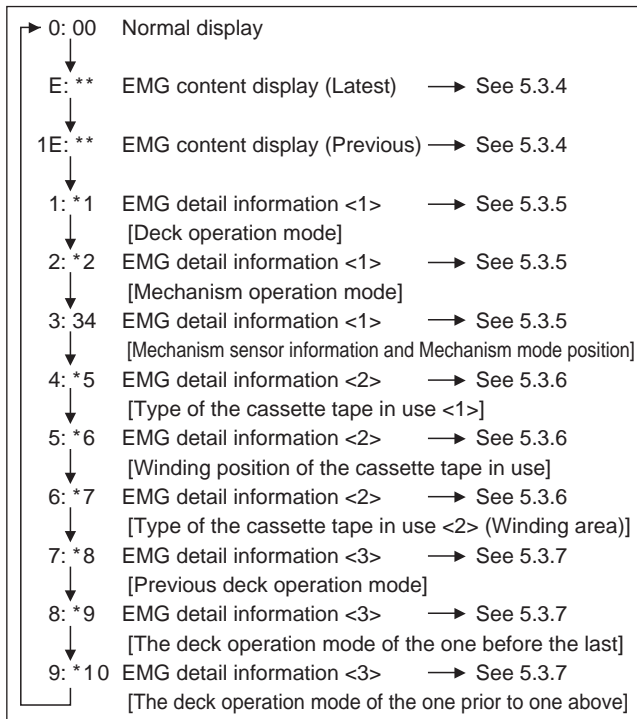 0: 00 Normal display
E: ** EMG content display (Latest) → See 5.3.4
1E: ** EMG content display (Previous) → See 5.3.4
1: *1 EMG detail information <1> → See 5.3.5
[Deck operation mode]
2: *2 EMG detail information <1> → See 5.3.5
[Mechanism operation mode]
3: 34 EMG detail information <1> → See 5.3.5
[Mechanism sensor information and Mechanism mode position]
4: *5 EMG detail information <2> → See 5.3.6
[Type of the cassette tape in use <1>]
5: *6 EMG detail information <2> → See 5.3.6
[Winding position of the cassette tape in use]
6: *7 EMG detail information <2> → See 5.3.6
[Type of the cassette tape in use <2> (Winding area)]
7: *8 EMG detail information <3> → See 5.3.7
[Previous deck operation mode]
8: *9 EMG detail information <3> → See 5.3.7
[The deck operation mode of the one before the last]
9: *10 EMG detail information <3> → See 5.3.7
[The deck operation mode of the one prior to one above]